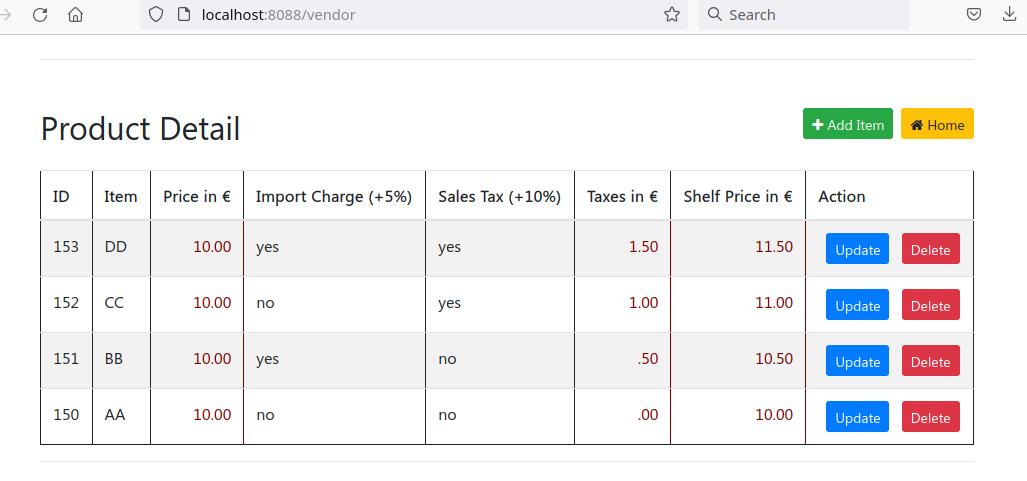 localhost:8088/vendor Search
Product Detail Add Item Home
ID Item Price in € Import Charge (+5%) Sales Tax (+10%) Taxes in € Shelf Price in € Action
153 DD 10.00 yes yes 1.50 11.50 Update Delete
152 CC 10.00 no yes 1.00 11.00 Update Delete
151 BB 10.00 yes no .50 10.50 Update Delete
150 AA 10.00 no no .00 10.00 Update Delete